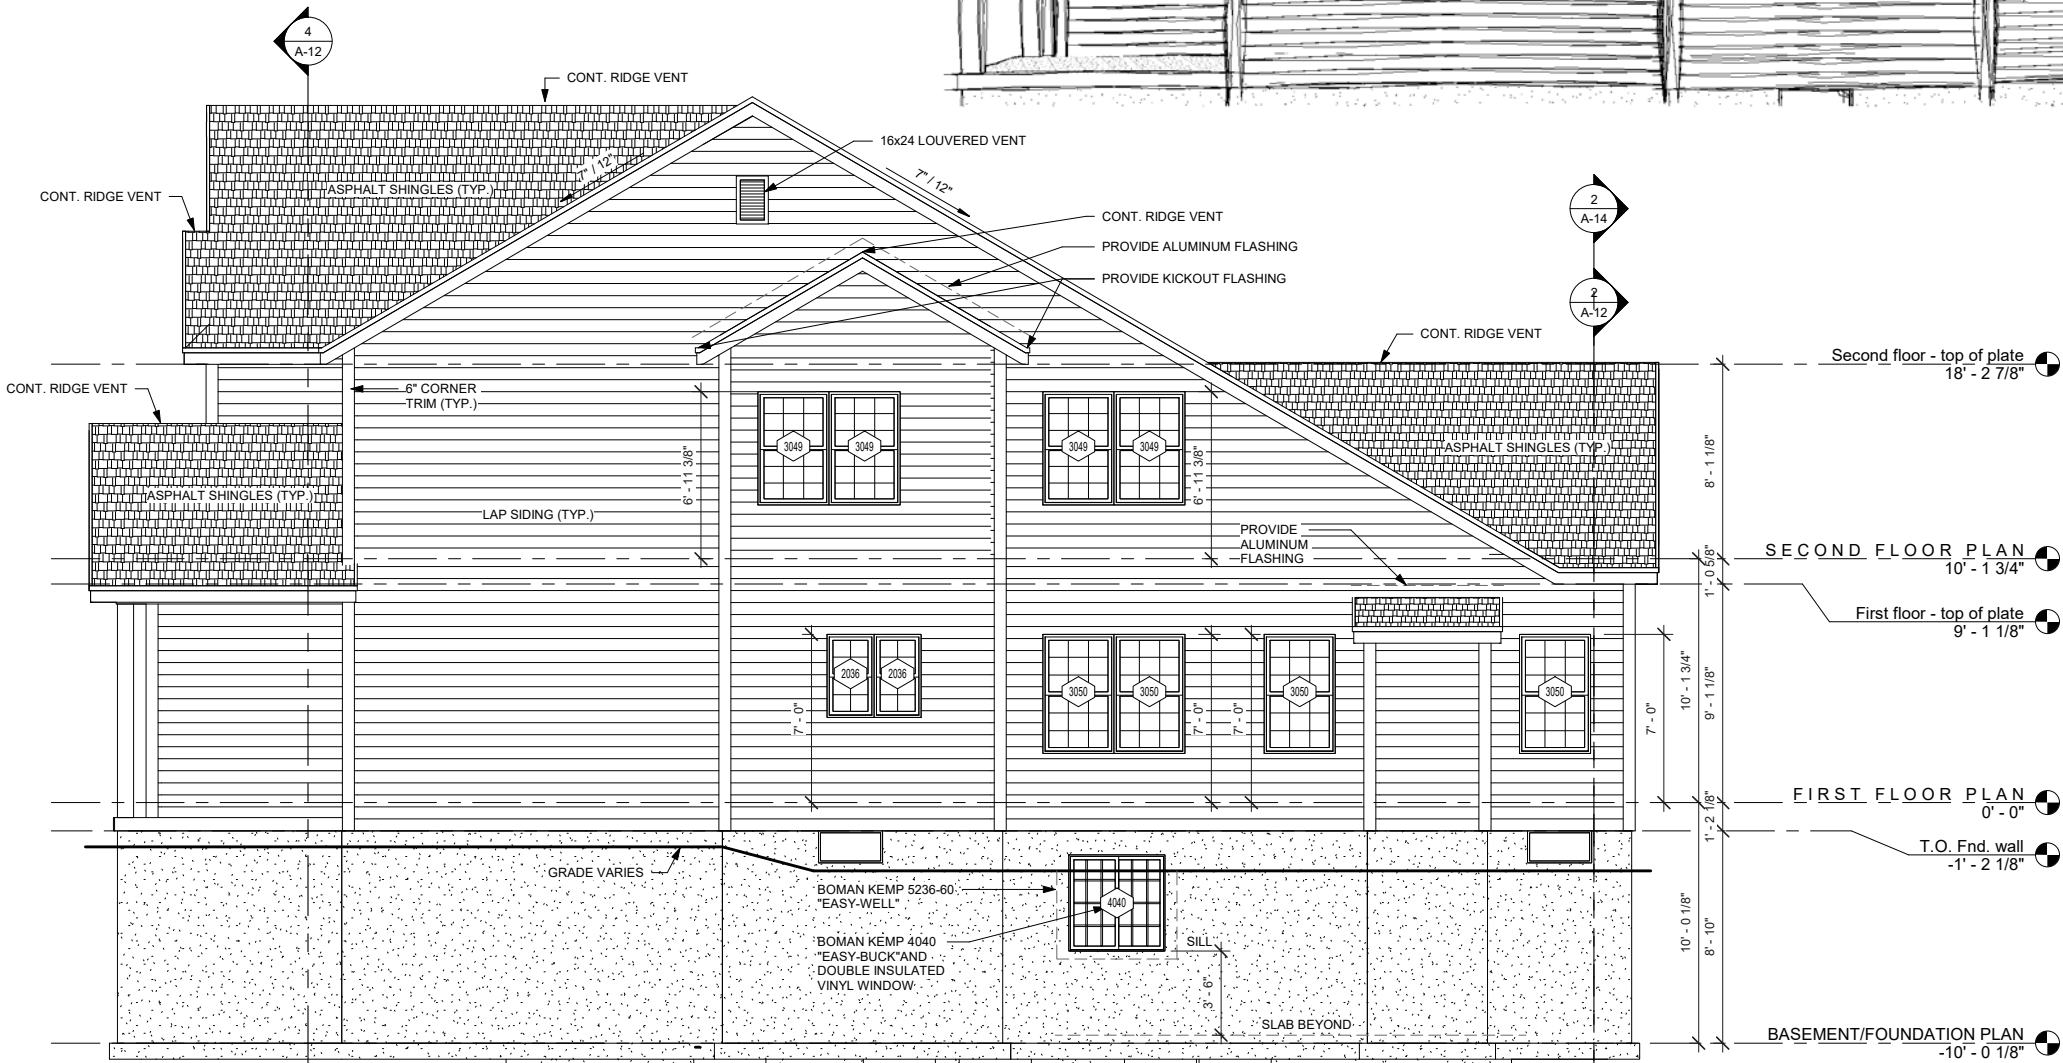 4
A-12
CONT. RIDGE VENT
16x24 LOUVERED VENT
7" / 12"
7" / 12"
ASPHALT SHINGLES (TYP.)
CONT. RIDGE VENT
CONT. RIDGE VENT
PROVIDE ALUMINUM FLASHING
PROVIDE KICKOUT FLASHING
2
A-14
2
A-12
CONT. RIDGE VENT
Second floor - top of plate
18' - 2 7/8"
CONT. RIDGE VENT
6" CORNER
TRIM (TYP.)
3049
3049
3049
3049
6' - 11 3/8"
6' - 11 3/8"
ASPHALT SHINGLES (TYP.)
8' - 1 1/8"
ASPHALT SHINGLES (TYP.)
LAP SIDING (TYP.)
PROVIDE
ALUMINUM
FLASHING
SECOND FLOOR PLAN
10' - 1 3/4"
1' - 0 5/8"
First floor - top of plate
9' - 1 1/8"
2036
2036
3050
3050
3050
3050
7' - 0"
7' - 0"
7' - 0"
7' - 0"
10' - 1 3/4"
9' - 1 1/8"
FIRST FLOOR PLAN
0' - 0"
1' - 2 1/8"
T.O. Fnd. wall
-1' - 2 1/8"
GRADE VARIES
BOMAN KEMP 5236-60
"EASY-WELL"
4040
BOMAN KEMP 4040
"EASY-BUCK"AND
DOUBLE INSULATED
VINYL WINDOW
SILL
3' - 6"
10' - 0 1/8"
8' - 10"
SLAB BEYOND
BASEMENT/FOUNDATION PLAN
-10' - 0 1/8"